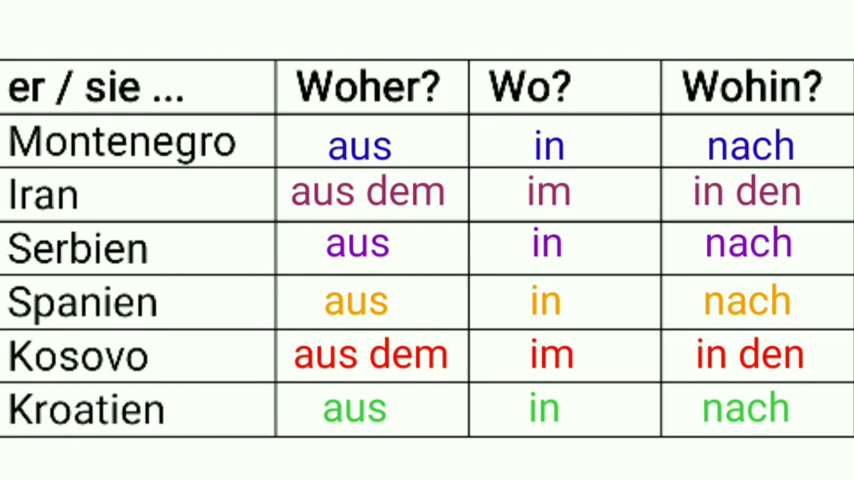 er / sie ... Woher? Wo? Wohin?
Montenegro aus in nach
Iran aus dem im in den
Serbien aus in nach
Spanien aus in nach
Kosovo aus dem im in den
Kroatien aus in nach